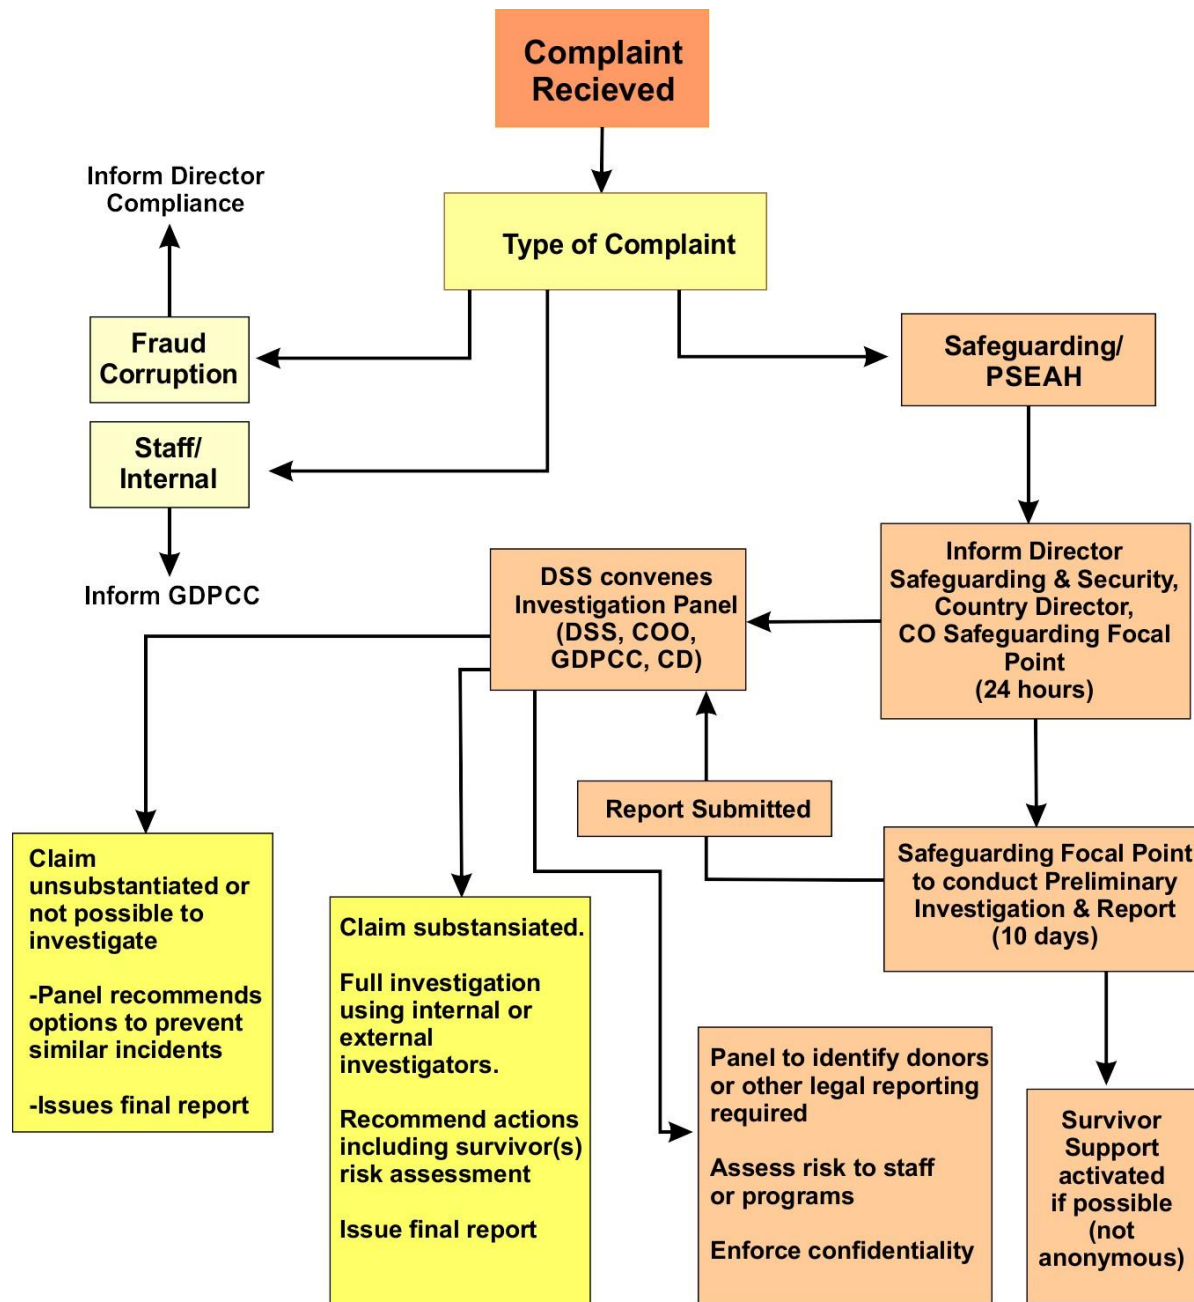 Complaint
Recieved
Type of Complaint
Inform Director
Compliance
Fraud
Corruption
Staff/
Internal
Inform GDPCC
Safeguarding/
PSEAH
Inform Director
Safeguarding & Security,
Country Director,
CO Safeguarding Focal
Point
(24 hours)
DSS convenes
Investigation Panel
(DSS, COO,
GDPCC, CD)
Report Submitted
Safeguarding Focal Point
to conduct Preliminary
Investigation & Report
(10 days)
Claim
unsubstantiated or
not possible to
investigate
-Panel recommends
options to prevent
similar incidents
-Issues final report
Claim substansiated.
Full investigation
using internal or
external
investigators.
Recommend actions
including survivor(s)
risk assessment
Issue final report
Panel to identify donors
or other legal reporting
required
Assess risk to staff
or programs
Enforce confidentiality
Survivor
Support
activated
if possible
(not
anonymous)